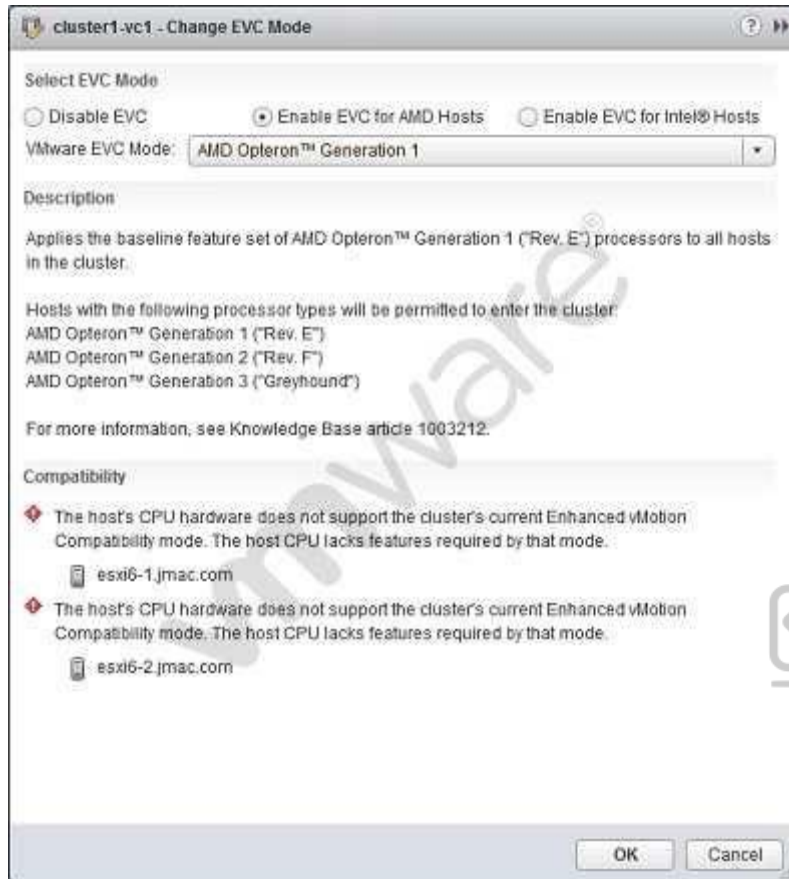 cluster1-vc1 - Change EVC Mode
Select EVC Mode
Disable EVC Enable EVC for AMD Hosts Enable EVC for Intel® Hosts
VMware EVC Mode: AMD Opteron™ Generation 1
Description
Applies the baseline feature set of AMD Opteron™ Generation 1 ("Rev. E") processors to all hosts
in the cluster.
Hosts with the following processor types will be permitted to enter the cluster:
AMD Opteron™ Generation 1 ("Rev. E")
AMD Opteron™ Generation 2 ("Rev. F")
AMD Opteron™ Generation 3 ("Greyhound")
For more information, see Knowledge Base article 1003212.
Compatibility
The host's CPU hardware does not support the cluster's current Enhanced vMotion
Compatibility mode. The host CPU lacks features required by that mode.
esxi6-1.jmac.com
The host's CPU hardware does not support the cluster's current Enhanced vMotion
Compatibility mode. The host CPU lacks features required by that mode.
esxi6-2.jmac.com
OK Cancel
vmware®